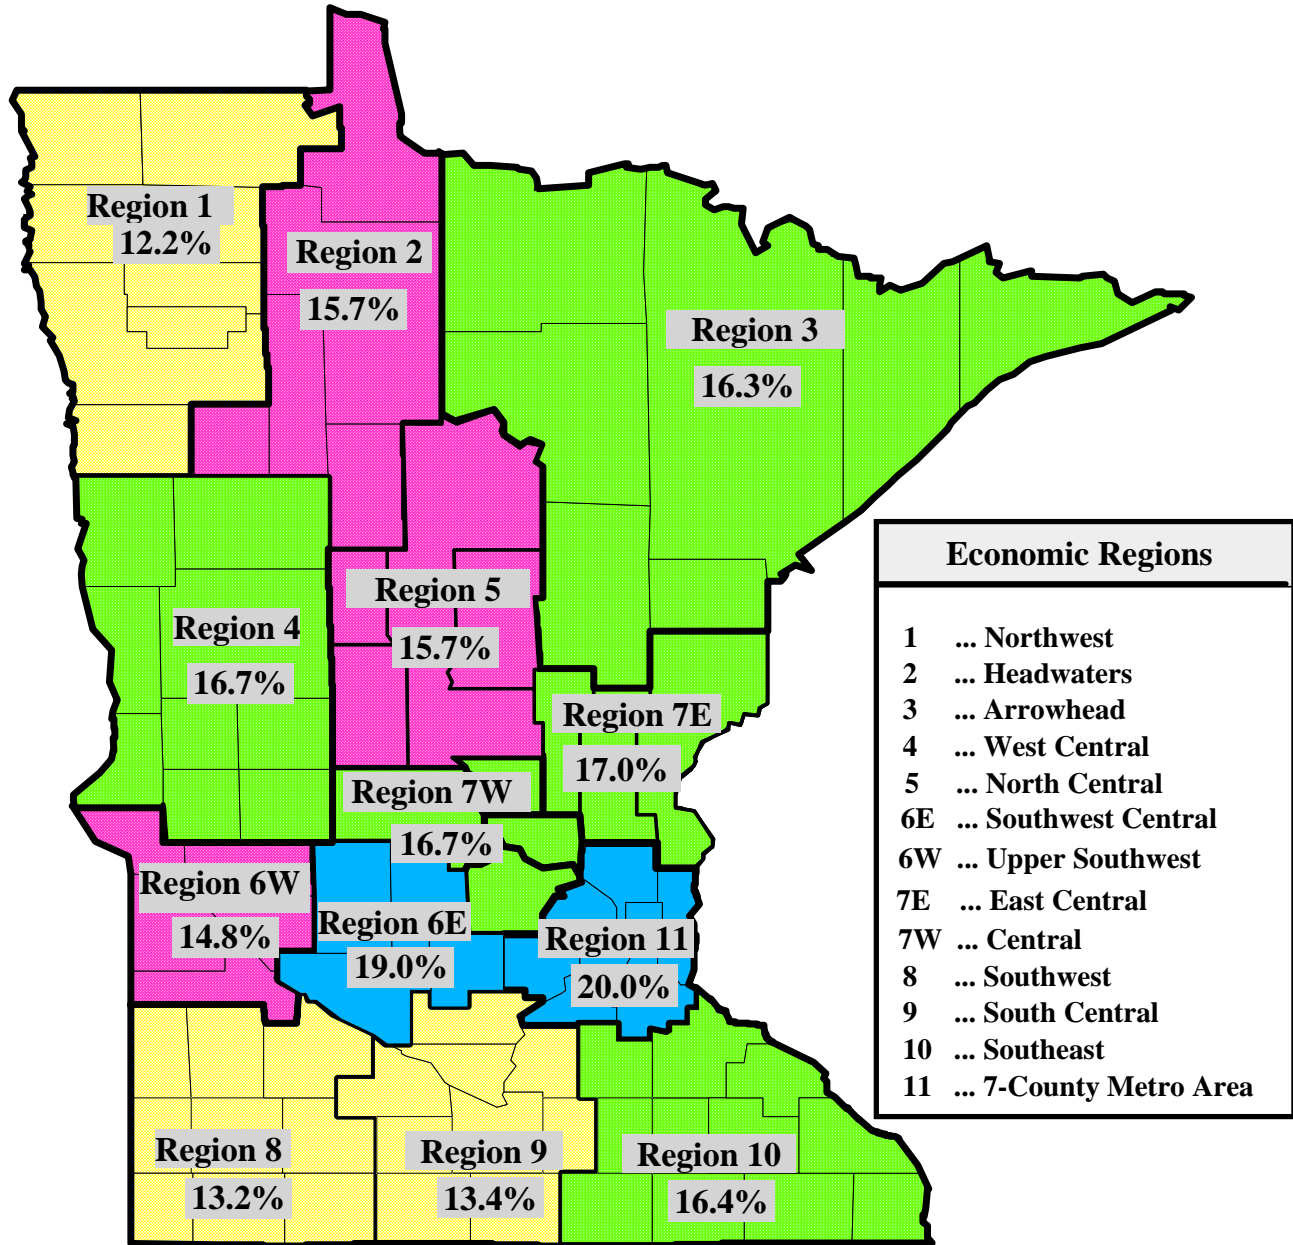 Region 1
12.2%
Region 2
15.7%
Region 3
16.3%
Region 4
16.7%
Region 5
15.7%
Region 7E
17.0%
Region 7W
16.7%
Region 6W
14.8%
Region 6E
19.0%
Region 11
20.0%
Region 8
13.2%
Region 9
13.4%
Region 10
16.4%
Economic Regions
1 ... Northwest
2 ... Headwaters
3 ... Arrowhead
4 ... West Central
5 ... North Central
6E ... Southwest Central
6W ... Upper Southwest
7E ... East Central
7W ... Central
8 ... Southwest
9 ... South Central
10 ... Southeast
11 ... 7-County Metro Area